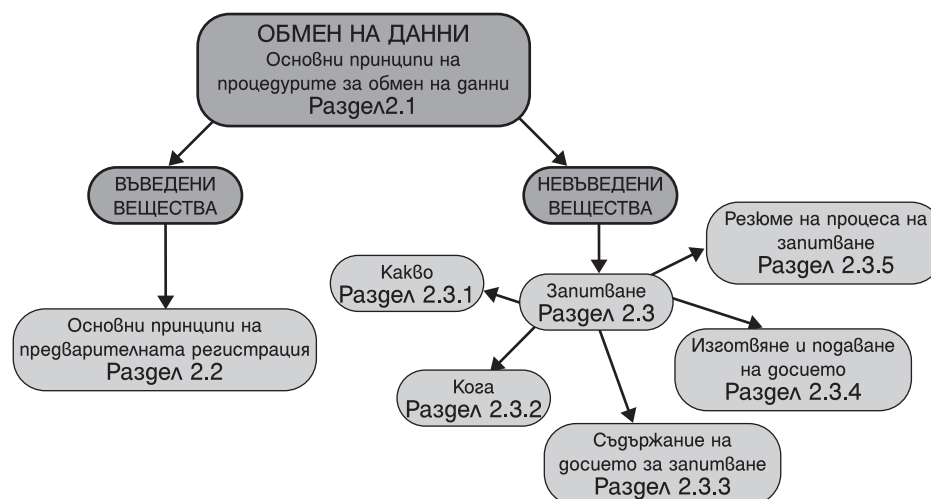 ОБМЕН НА ДАННИ
Основни принципи на
процедурите за обмен на данни
Раздел2.1
ВЪВЕДЕНИ
ВЕЩЕСТВА
НЕВЪВЕДЕНИ
ВЕЩЕСТВА
Резюме на процеса на
запитване
Раздел 2.3.5
Какво
Раздел 2.3.1
Запитване
Раздел 2.3
Основни принципи на
предварителната регистрация
Раздел 2.2
Изготвяне и подаване
на досието
Раздел 2.3.4
Кога
Раздел 2.3.2
Съдържание на
досието за запитване
Раздел 2.3.3